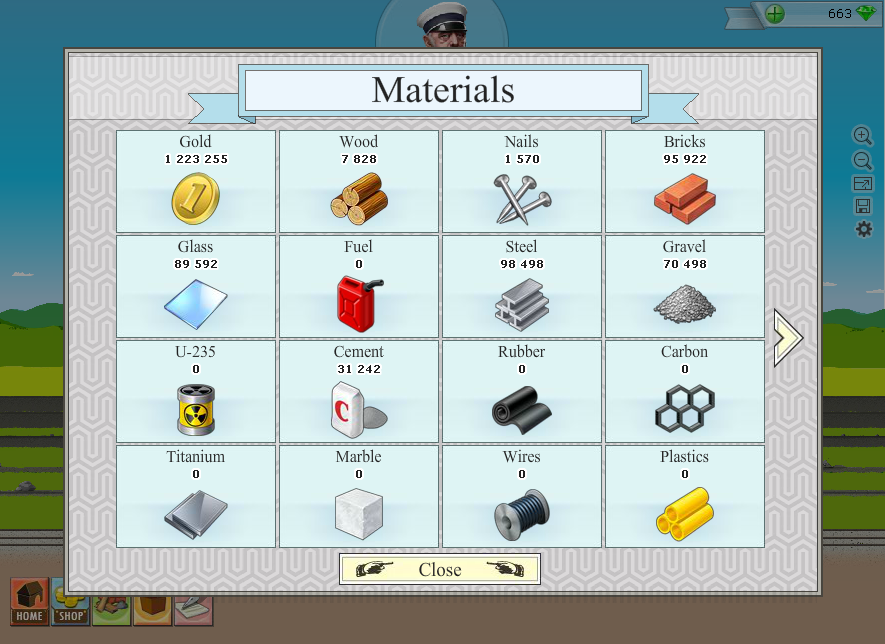 663
Materials
Gold
1 223 255
Wood
7 828
Nails
1 570
Bricks
95 922
Glass
89 592
Fuel
0
Steel
98 498
Gravel
70 498
U-235
0
Cement
31 242
C
Rubber
0
Carbon
0
Titanium
0
Marble
0
Wires
0
Plastics
0
1
Close
HOME
SHOP